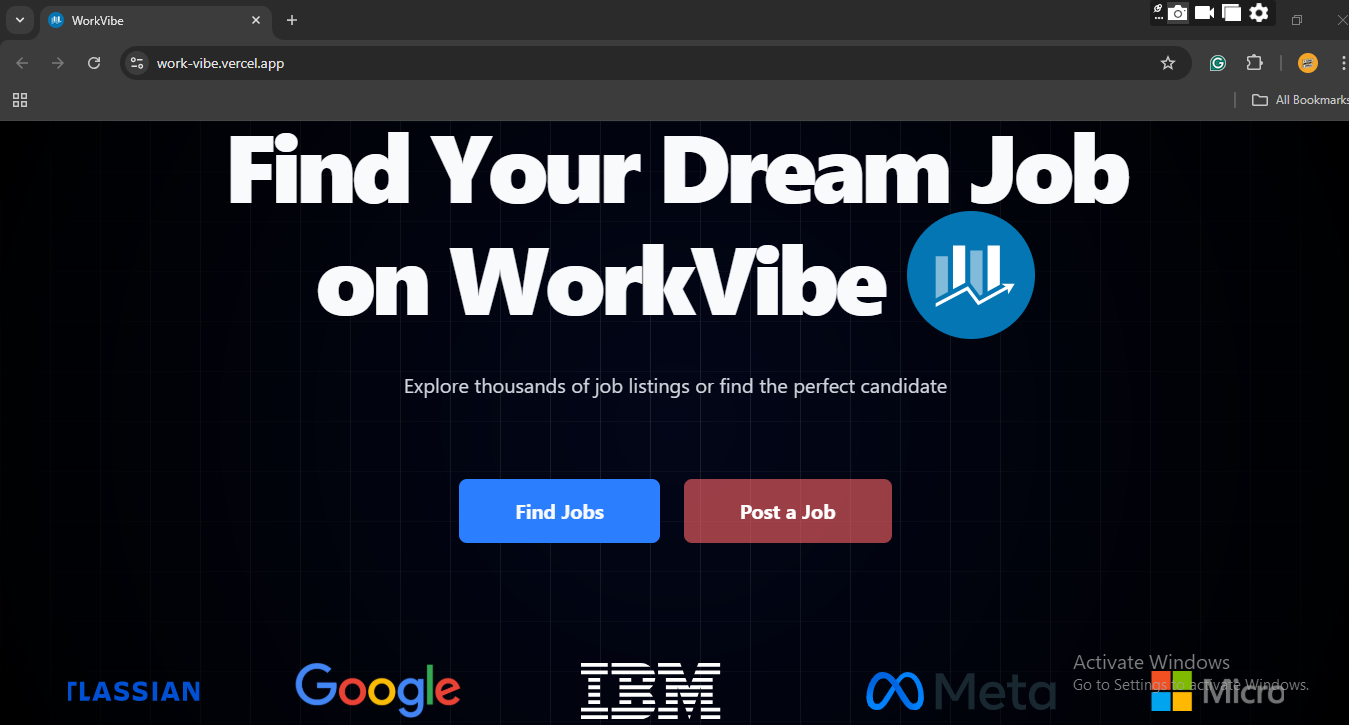 WorkVibe
work-vibe.vercel.app
All Bookmarks
Find Your Dream Job
on WorkVibe
Explore thousands of job listings or find the perfect candidate
Find Jobs
Post a Job
TLASSIAN
Google
IBM
Meta
Micro
Activate Windows
Go to Settings to activate Windows.